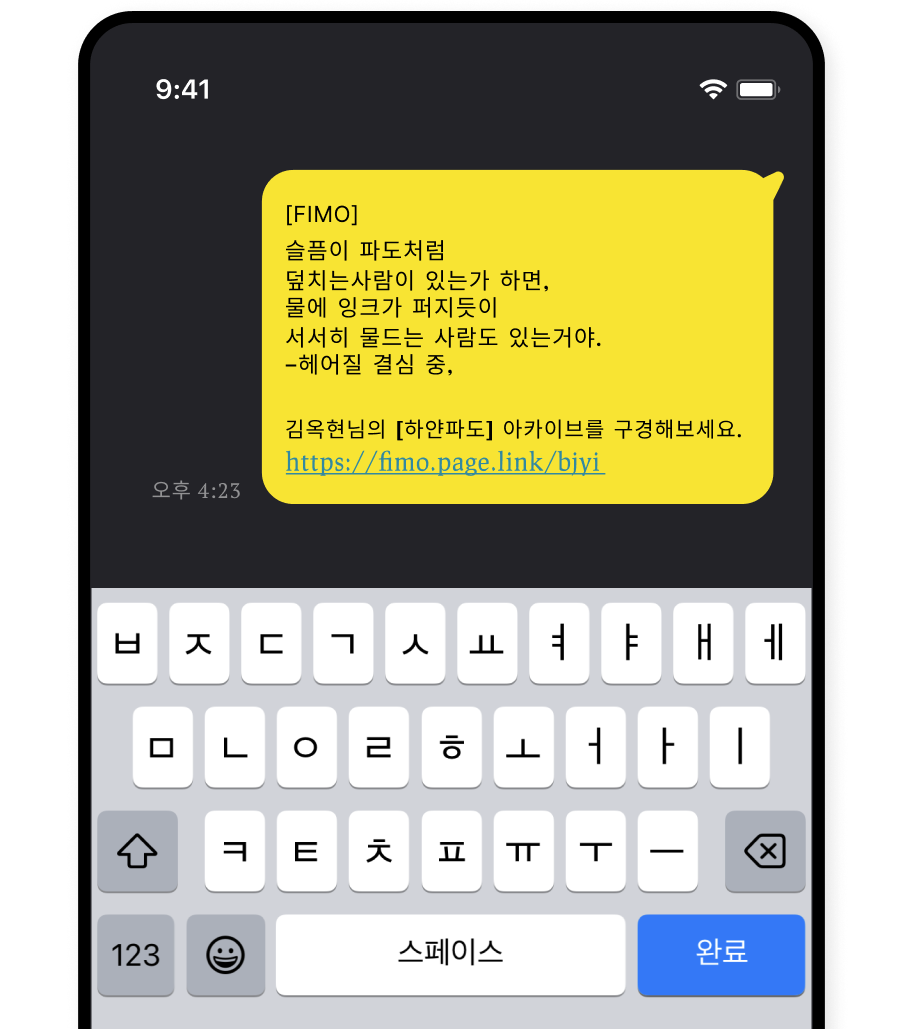 9:41
[FIMO]
슬픔이 파도처럼
덮치는사람이 있는가 하면,
물에 잉크가 퍼지듯이
서서히 물드는 사람도 있는거야.
-헤어질 결심 중,
김옥현님의 [하얀파도] 아카이브를 구경해보세요.
https://fimo.page.link/bjyi
오후 4:23
ㅂ ㅈ ㄷ ㄱ ㅅ ㅛ ㅕ ㅑ ㅐ ㅔ
ㅁ ㄴ ㅇ ㄹ ㅎ ㅗ ㅓ ㅏ ㅣ
ㅋ ㅌ ㅊ ㅍ ㅠ ㅜ ㅡ
123 스페이스 완료